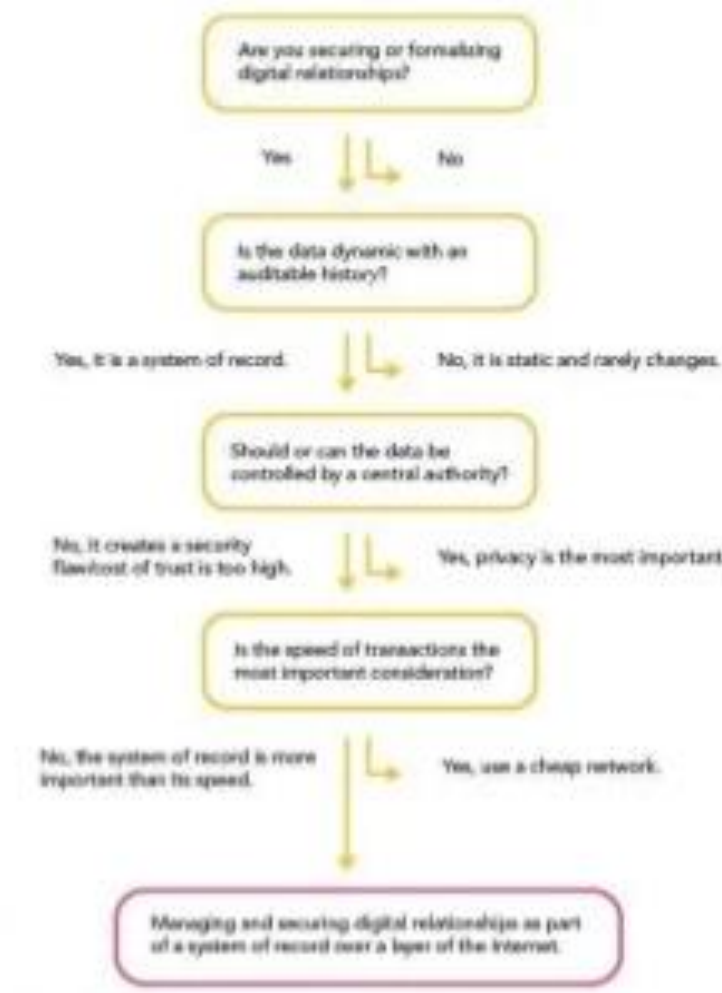 Are you securing or formalizing
digital relationships?
Yes
No
Is the data dynamic with an
auditable history?
Yes, it is a system of record.
No, it is static and rarely changes.
Should or can the data be
controlled by a central authority?
No, it creates a security
flaw/cost of trust is too high.
Yes, privacy is the most important
Is the speed of transactions the
most important consideration?
No, the system of record is more
important than its speed.
Yes, use a cheap network.
Managing and securing digital relationships as part
of a system of record over a layer of the Internet.